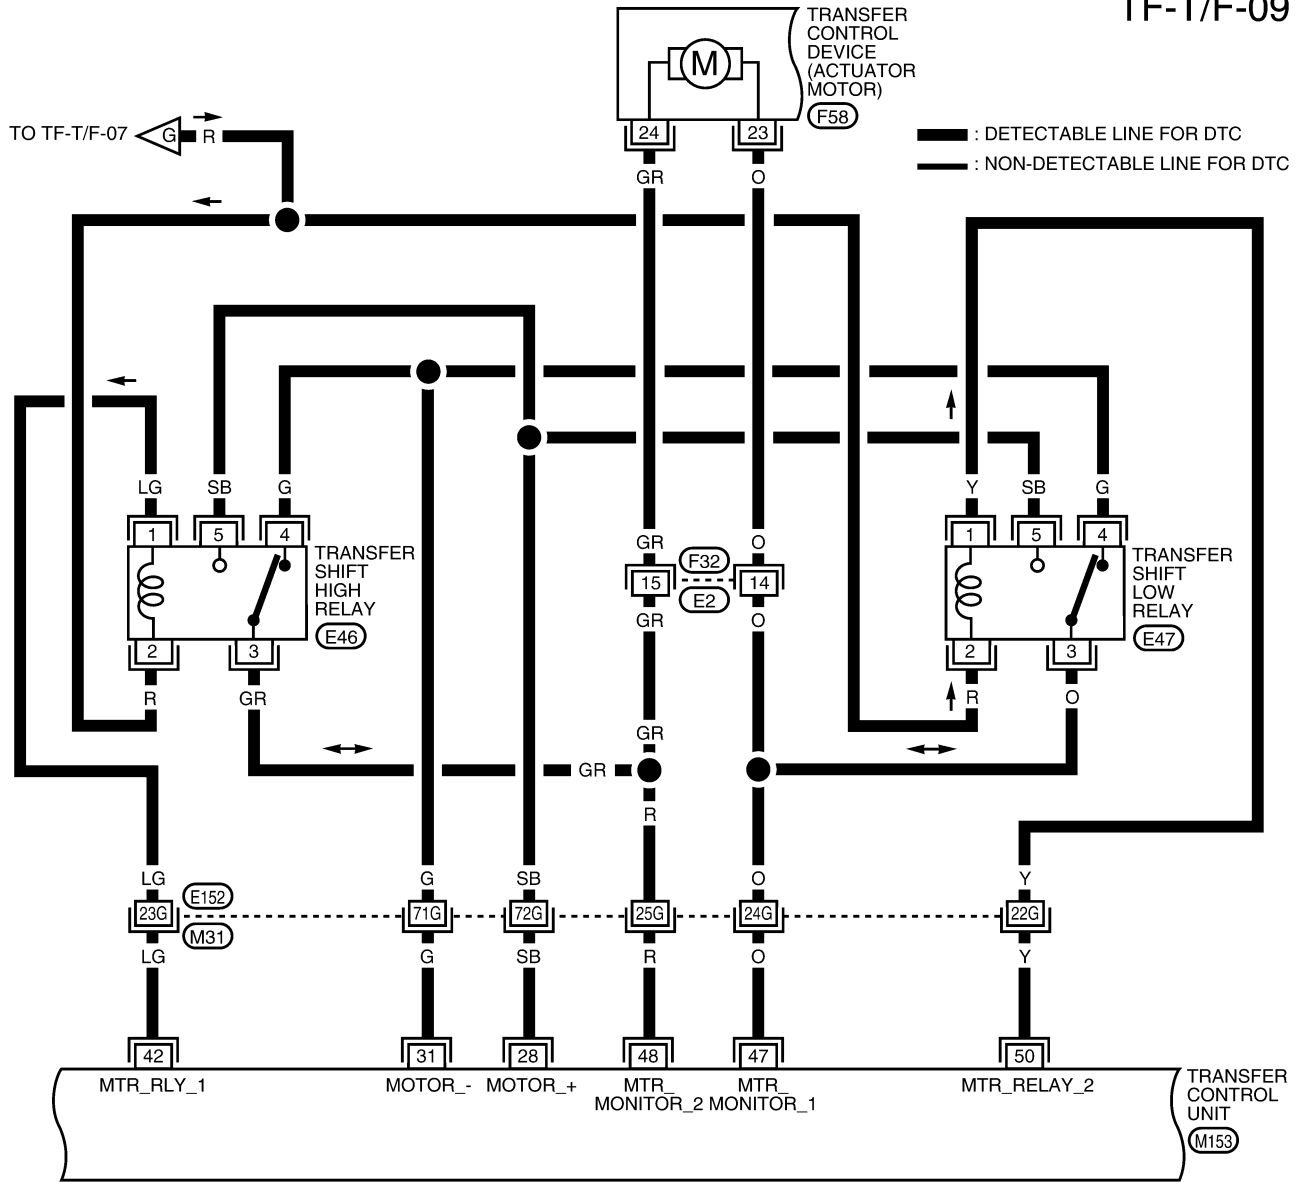 TF-T/F-09
TRANSFER
CONTROL
DEVICE
(ACTUATOR
MOTOR)
F58
M
24
23
GR
O
TO TF-T/F-07
G
R
: DETECTABLE LINE FOR DTC
: NON-DETECTABLE LINE FOR DTC
LG
SB
G
Y
SB
G
1
5
4
TRANSFER
SHIFT
HIGH
RELAY
E46
2
3
R
GR
GR
O
15
14
F32
E2
GR
O
1
5
4
TRANSFER
SHIFT
LOW
RELAY
E47
2
3
R
O
GR
GR
R
LG
G
SB
O
Y
E152
23G
71G
72G
25G
24G
22G
M31
LG
G
SB
R
O
Y
42
31
28
48
47
50
MTR_RLY_1
MOTOR_-
MOTOR_+
MTR_
MONITOR_2
MTR_
MONITOR_1
MTR_RELAY_2
TRANSFER
CONTROL
UNIT
M153